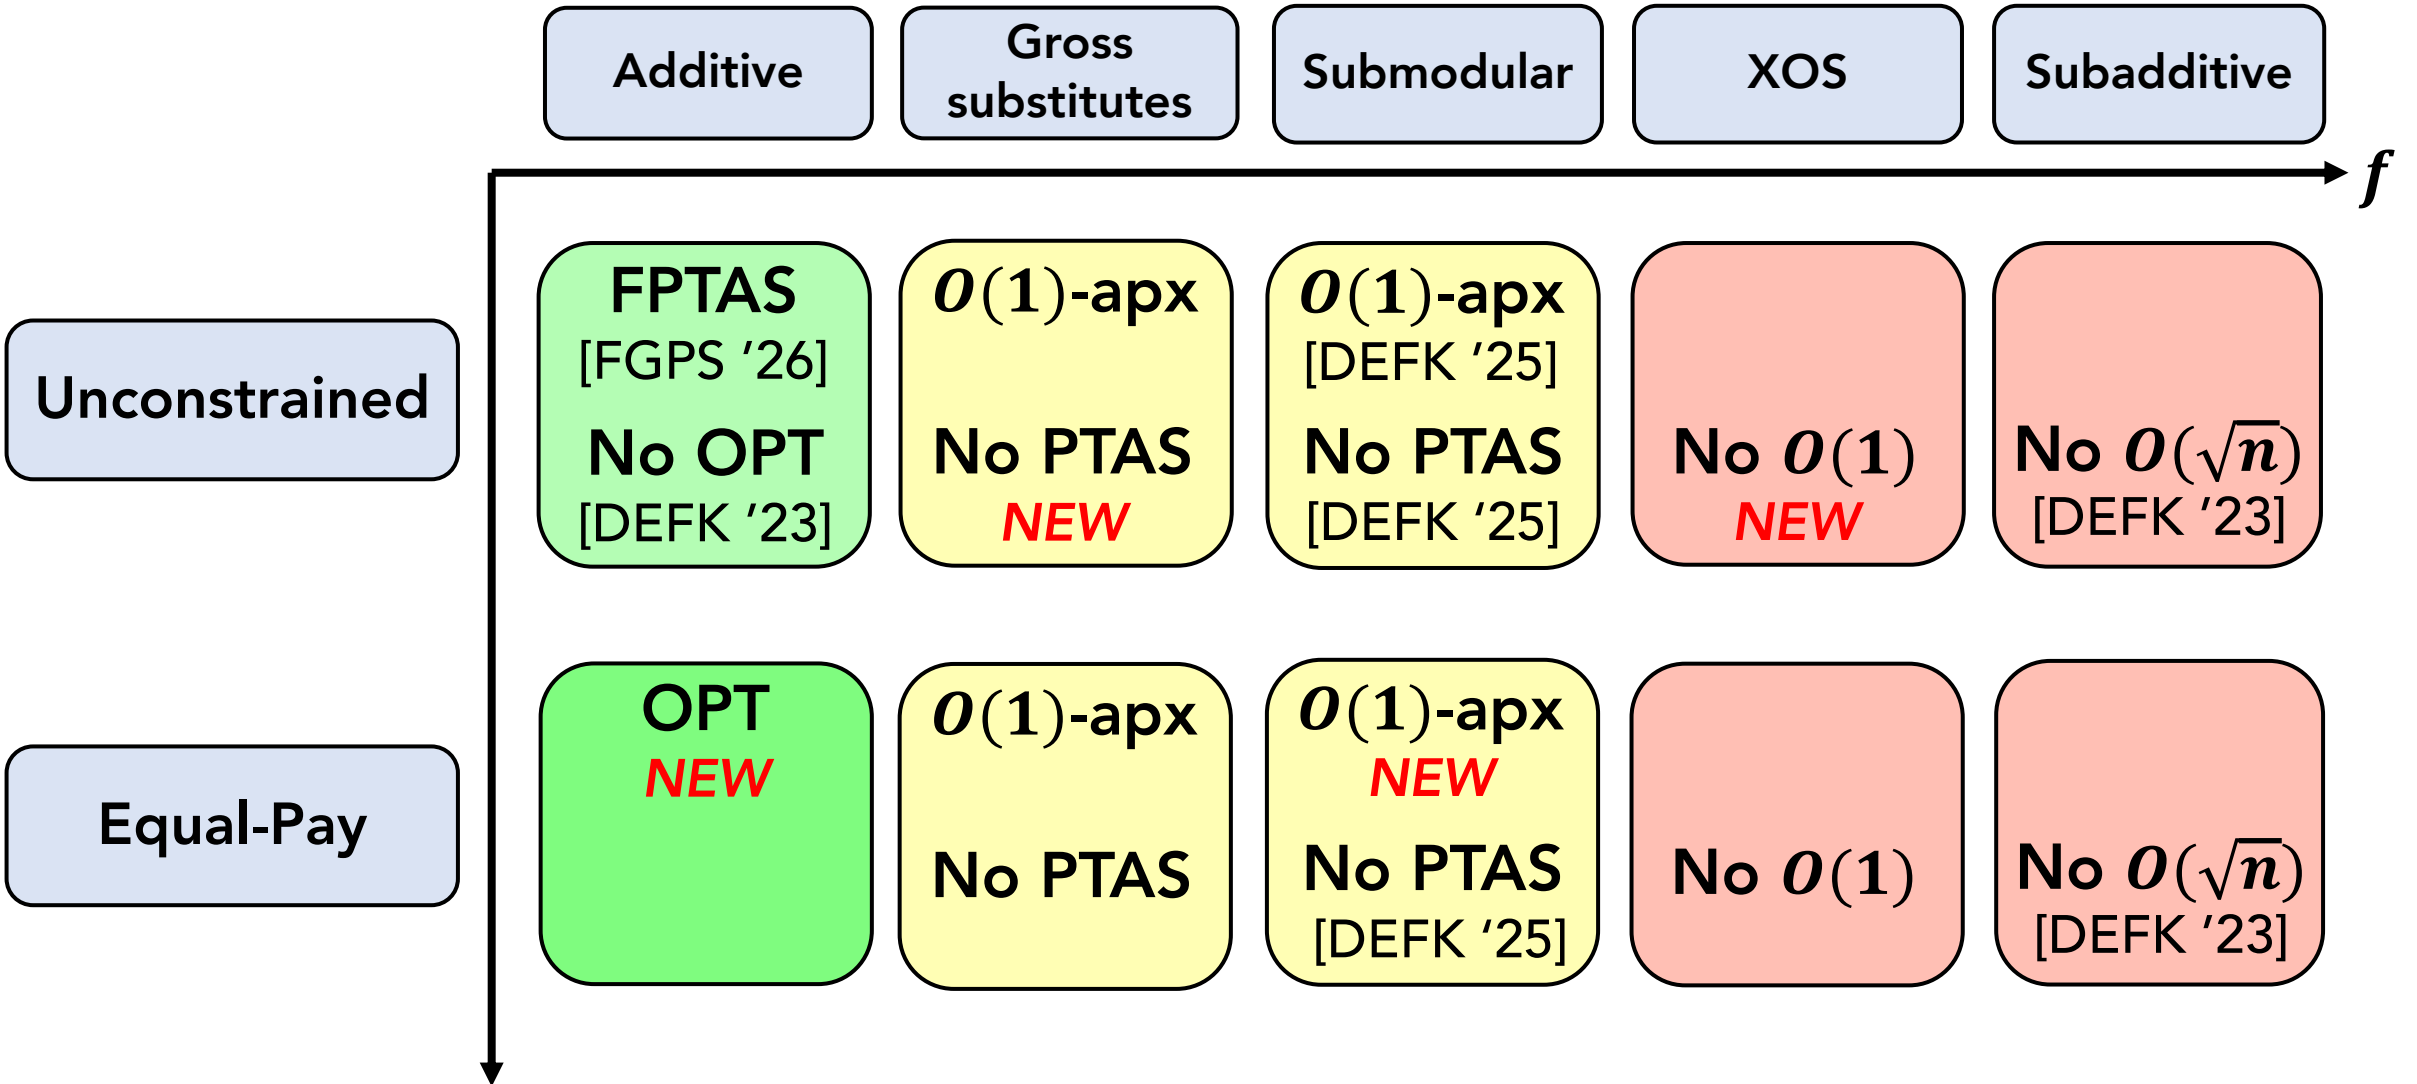 Additive
Gross
substitutes
Submodular
XOS
Subadditive
f
Unconstrained
FPTAS
[FGPS ’26]
No OPT
[DEFK ’23]
O(1)-apx
No PTAS
NEW
O(1)-apx
[DEFK ’25]
No PTAS
[DEFK ‘25]
No O(1)
NEW
No O(√n)
[DEFK ’23]
Equal-Pay
OPT
NEW
O(1)-apx
No PTAS
O(1)-apx
NEW
No PTAS
[DEFK ‘25]
No O(1)
No O(√n)
[DEFK ’23]